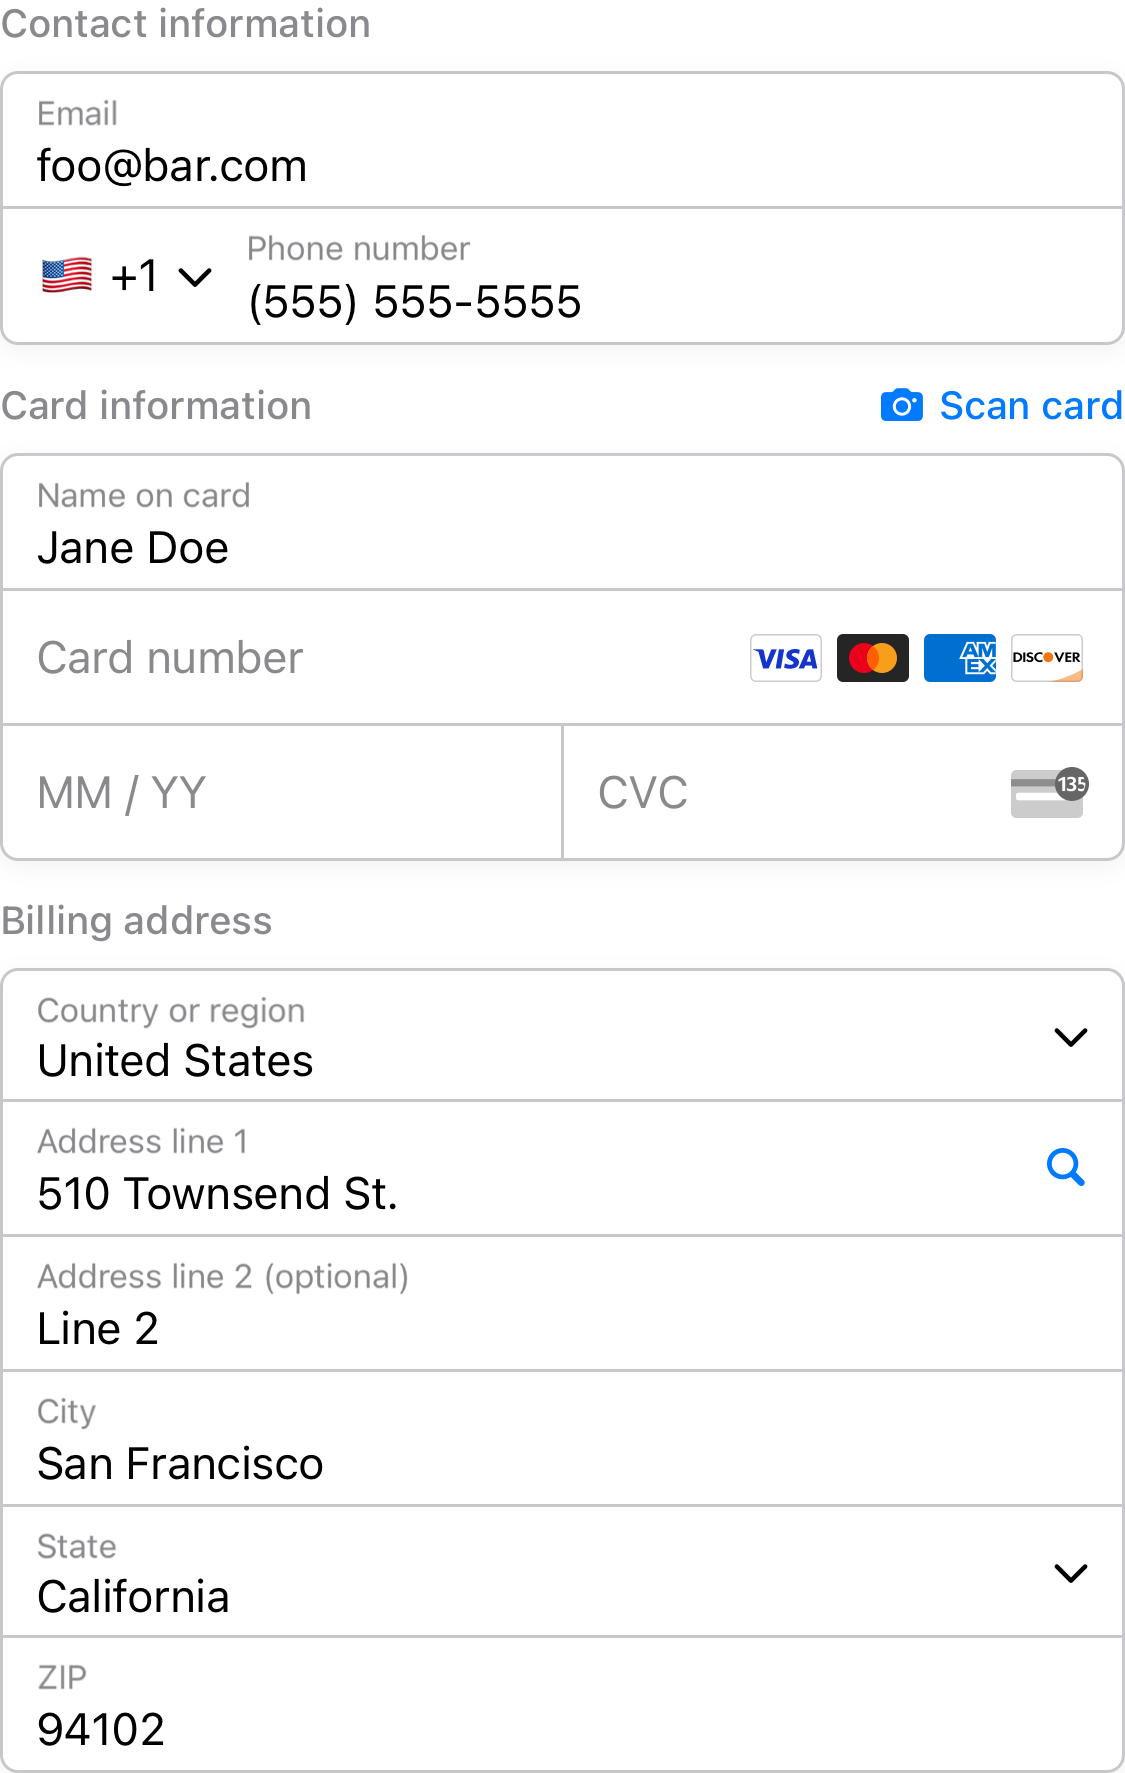 Contact information
Email
foo@bar.com
Phone number
+1
(555) 555-5555
Card information
Scan card
Name on card
Jane Doe
Card number
VISA
AMEX
DISCOVER
MM / YY
CVC
135
Billing address
Country or region
United States
Address line 1
510 Townsend St.
Address line 2 (optional)
Line 2
City
San Francisco
State
California
ZIP
94102